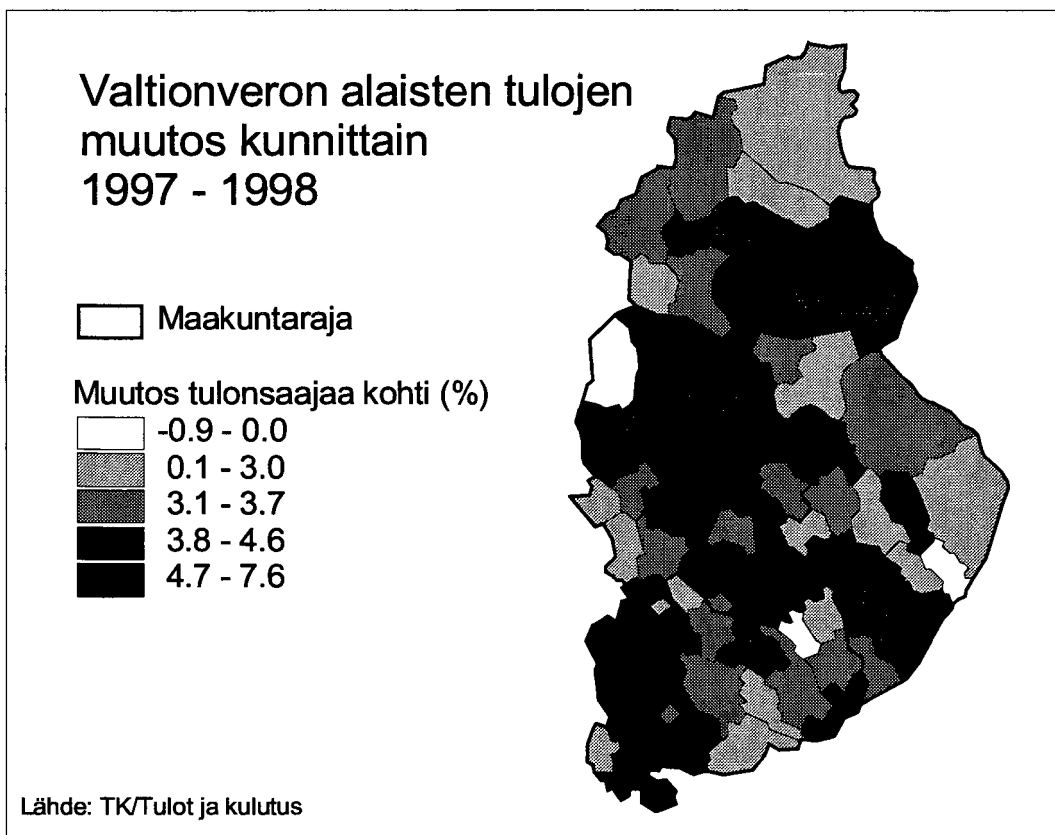 Valtionveron alaisten tulojen
muutos kunnittain
1997 - 1998
Maakuntaraja
Muutos tulonsaajaa kohti (%)
-0.9 - 0.0
0.1 - 3.0
3.1 - 3.7
3.8 - 4.6
4.7 - 7.6
Lähde: TK/Tulot ja kulutus